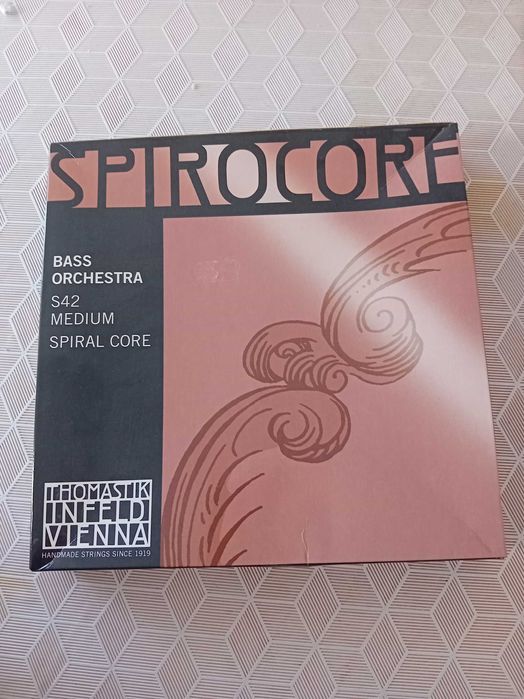 SPIROCORE
BASS
ORCHESTRA
S42
MEDIUM
SPIRAL CORE
THOMASTIK
INFELD
VIENNA
HANDMADE STRINGS SINCE 1919